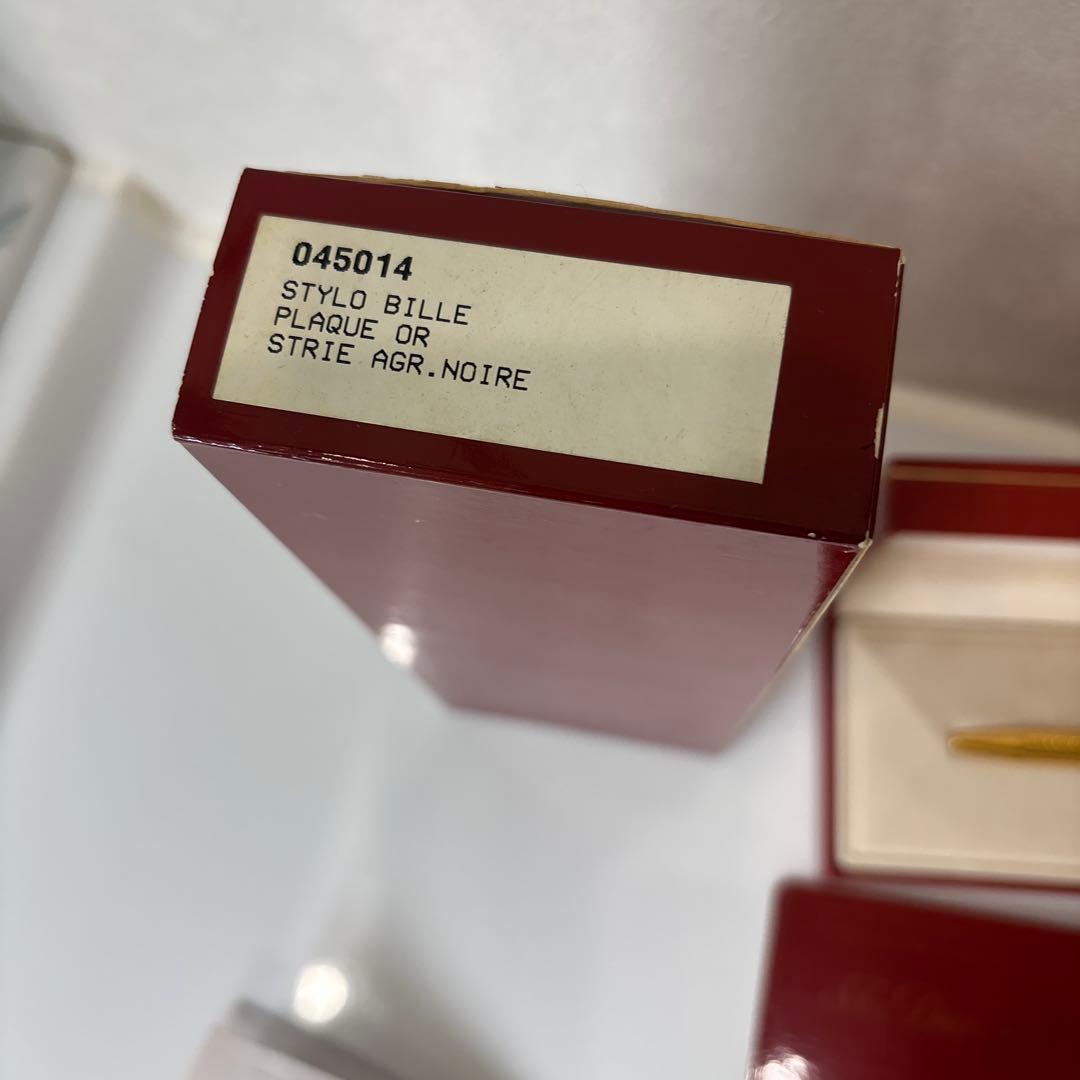 045014
STYLO BILLE
PLAQUE OR
STRIE AGR.NOIRE